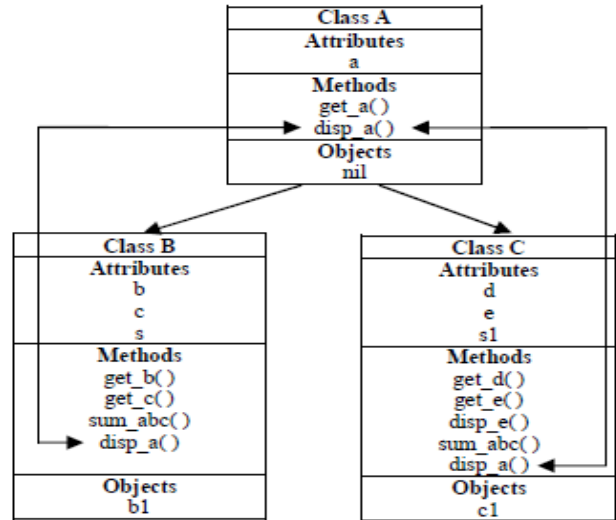 Class A
Attributes
a
Methods
get_a( )
disp_a( )
Objects
nil
Class B
Attributes
b
c
s
Methods
get_b( )
get_c( )
sum_abc( )
disp_a( )
Objects
b1
Class C
Attributes
d
e
s1
Methods
get_d( )
get_e( )
disp_e( )
sum_abc( )
disp_a( )
Objects
c1